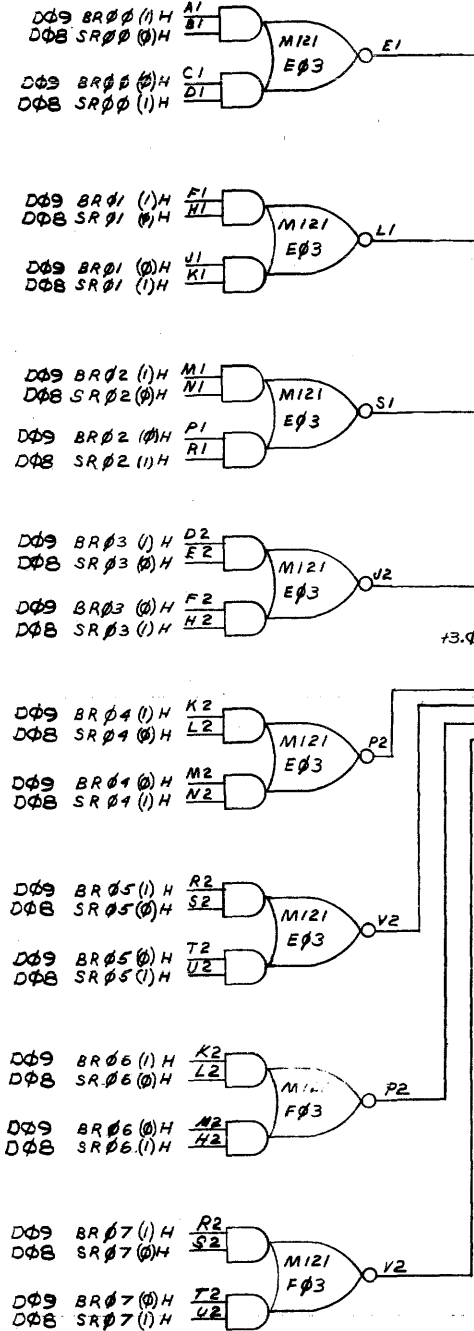 DØ9 BRØØ (1)H A1
DØ8 SRØØ (Ø)H B1
M121
EØ3
E1
DØ9 BRØØ (Ø)H C1
DØ8 SRØØ (1)H D1
DØ9 BRØ1 (1)H F1
DØ8 SRØ1 (Ø)H H1
M121
EØ3
L1
DØ9 BRØ1 (Ø)H J1
DØ8 SRØ1 (1)H K1
DØ9 BRØ2 (1)H M1
DØ8 SRØ2 (Ø)H N1
M121
EØ3
S1
DØ9 BRØ2 (Ø)H P1
DØ8 SRØ2 (1)H R1
DØ9 BRØ3 (1)H D2
DØ8 SRØ3 (Ø)H E2
M121
EØ3
J2
DØ9 BRØ3 (Ø)H F2
DØ8 SRØ3 (1)H H2
+3.Ø
DØ9 BRØ4 (1)H K2
DØ8 SRØ4 (Ø)H L2
M121
EØ3
P2
DØ9 BRØ4 (Ø)H M2
DØ8 SRØ4 (1)H N2
DØ9 BRØ5 (1)H R2
DØ8 SRØ5 (Ø)H S2
M121
EØ3
V2
DØ9 BRØ5 (Ø)H T2
DØ8 SRØ5 (1)H U2
DØ9 BRØ6 (1)H K2
DØ8 SRØ6 (Ø)H L2
FØ3
P2
DØ9 BRØ6 (Ø)H M2
DØ8 SRØ6 (1)H H2
DØ9 BRØ7 (1)H R2
DØ8 SRØ7 (Ø)H S2
M121
FØ3
V2
DØ9 BRØ7 (Ø)H T2
DØ8 SRØ7 (1)H U2